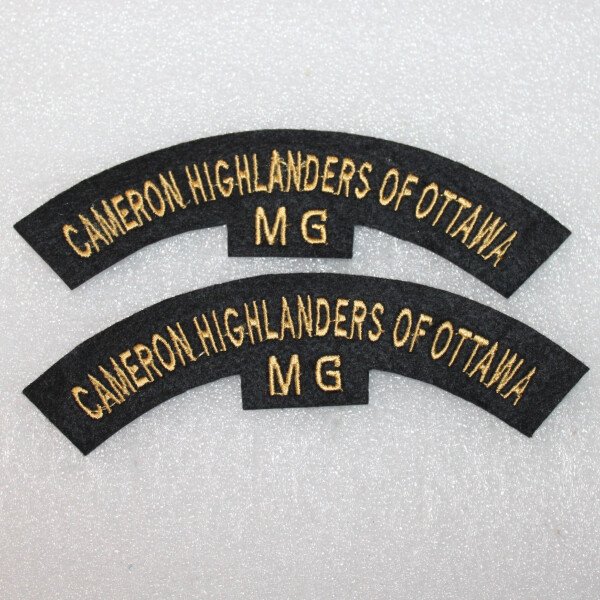 CAMERON HIGHLANDERS OF OTTAWA
MG
CAMERON HIGHLANDERS OF OTTAWA
MG